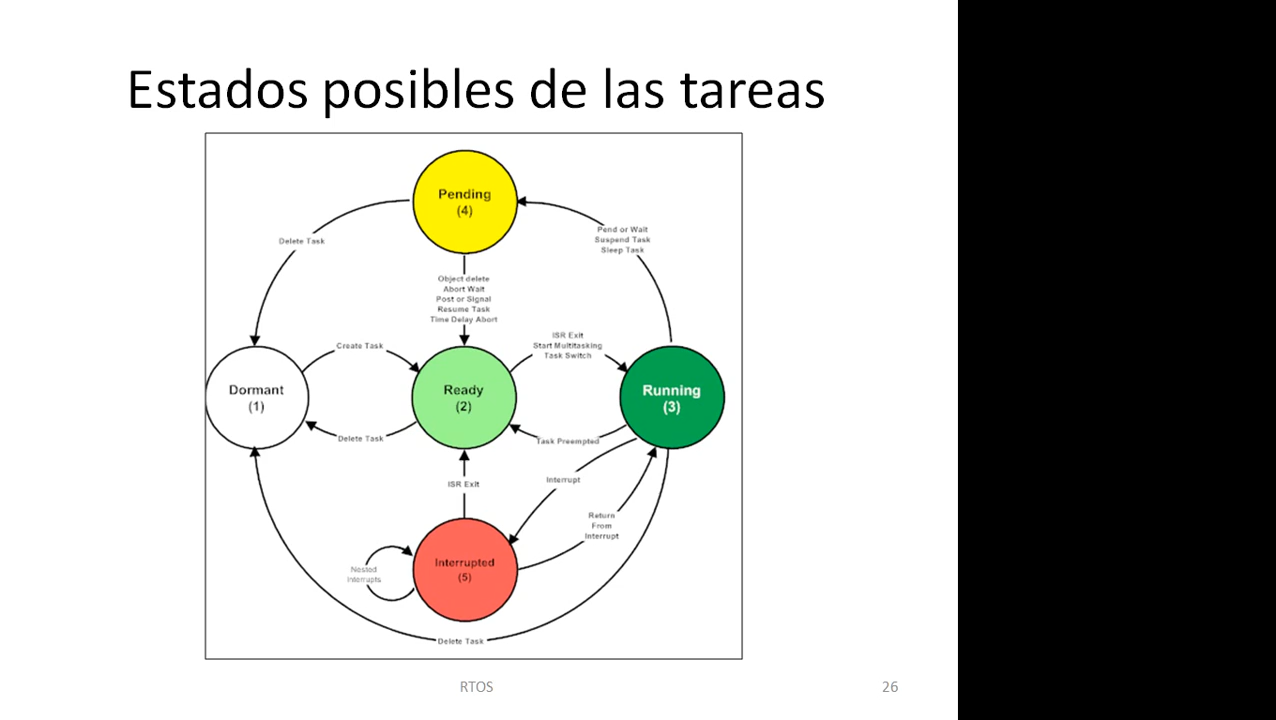 Estados posibles de las tareas
Pending
(4)
Delete Task
Pend or Wait
Suspend Task
Sleep Task
Object delete
Abort Wait
Post or Signal
Resume Task
Time Delay Abort
Create Task
ISR Exit
Start Multitasking
Task Switch
Dormant
(1)
Ready
(2)
Running
(3)
Delete Task
Task Preempted
ISR Exit
Interrupt
Return
From
Interrupt
Interrupted
(5)
Nested
Interrupts
Delete Task
RTOS
26